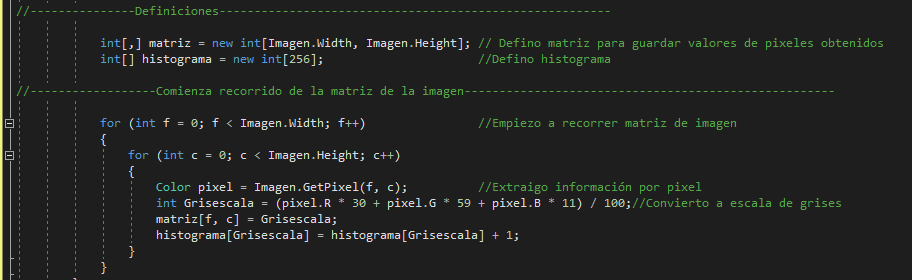 //---------------Definiciones--------------------------------------------------------
int[,] matriz = new int[Imagen.Width, Imagen.Height]; // Defino matriz para guardar valores de pixeles obtenidos
int[] histograma = new int[256]; //Defino histograma
//------------------Comienza recorrido de la matriz de la imagen-----------------------------------------------------
for (int f = 0; f < Imagen.Width; f++) //Empiezo a recorrer matriz de imagen
{
for (int c = 0; c < Imagen.Height; c++)
{
Color pixel = Imagen.GetPixel(f, c); //Extraigo información por pixel
int Grisescala = (pixel.R * 30 + pixel.G * 59 + pixel.B * 11) / 100;//Convierto a escala de grises
matriz[f, c] = Grisescala;
histograma[Grisescala] = histograma[Grisescala] + 1;
}
}